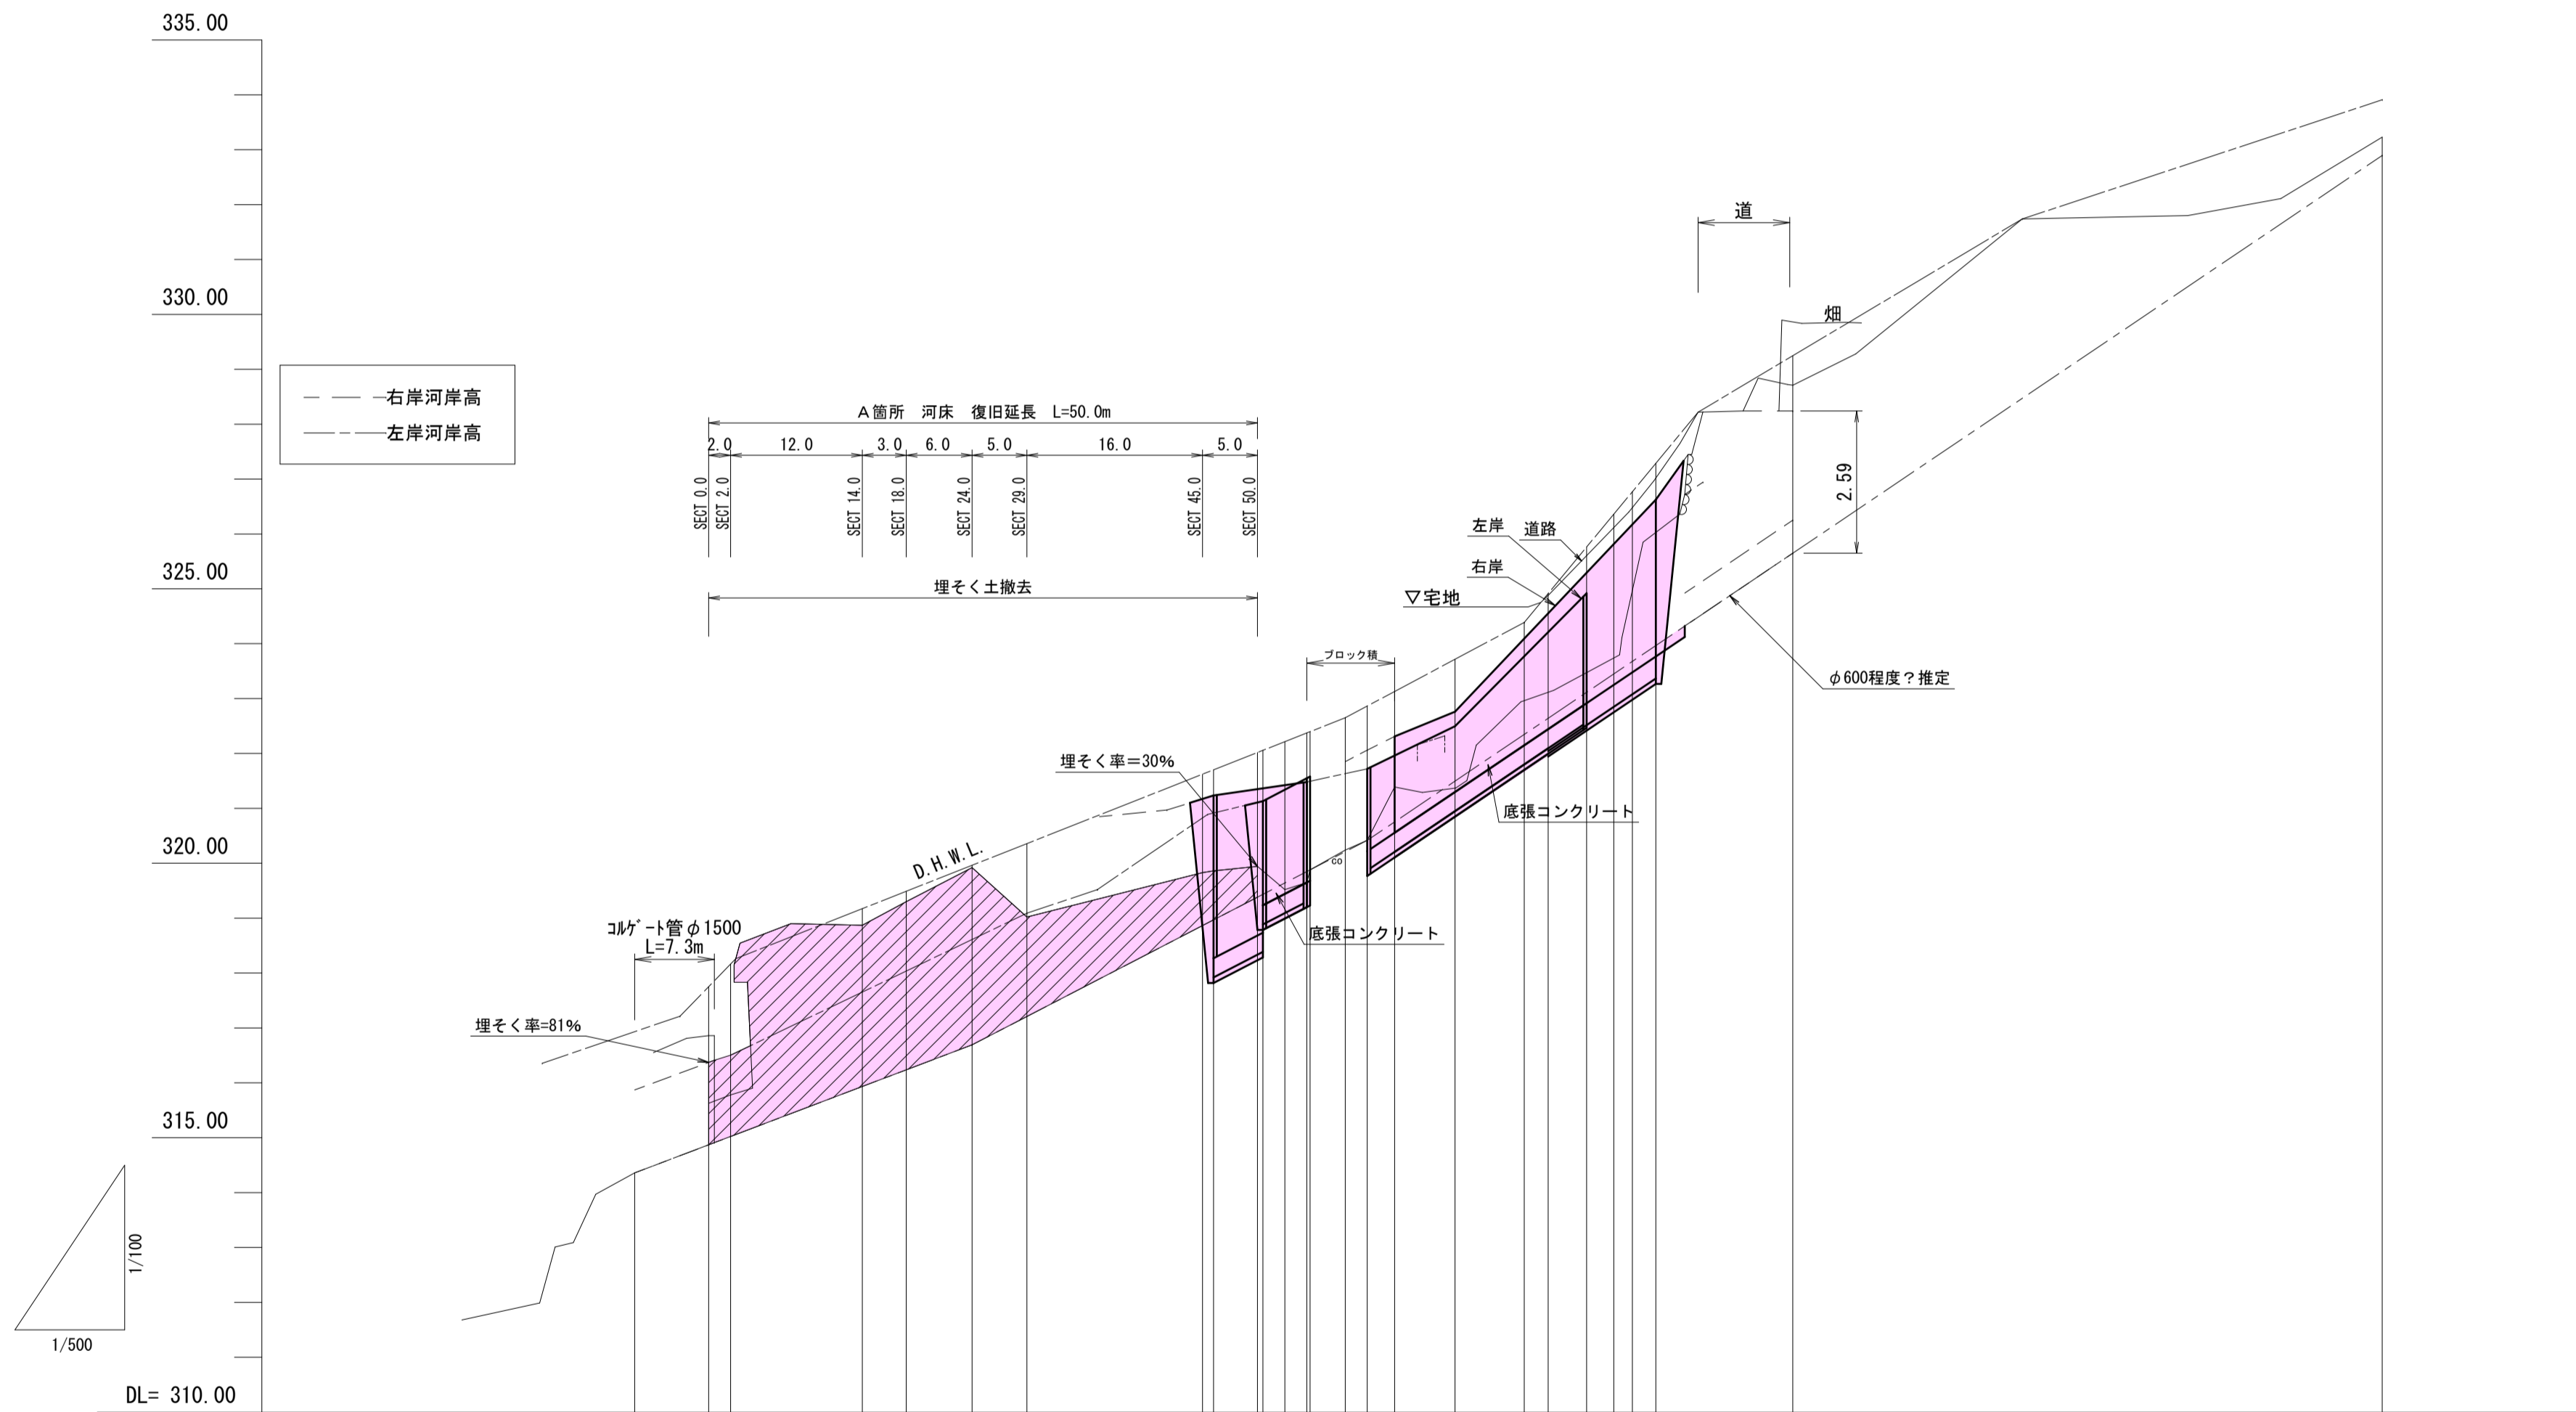 335.00
道
330.00
畑
右岸河岸高
左岸河岸高
A箇所　河床　復旧延長　L=50.0m
2.0 12.0 3.0 6.0 5.0 16.0 5.0
SECT 0.0
SECT 2.0
SECT 14.0
SECT 18.0
SECT 24.0
SECT 29.0
SECT 45.0
SECT 50.0
2.59
左岸
道路
右岸
325.00
埋そく土撤去
▽宅地
ブロック積
φ600程度？推定
埋そく率＝30%
底張コンクリート
320.00
D.H.W.L.
CO
ｺﾙｹﾞｰﾄ管φ1500
L=7.3m
底張コンクリート
埋そく率=81%
315.00
1/100
1/500
DL= 310.00